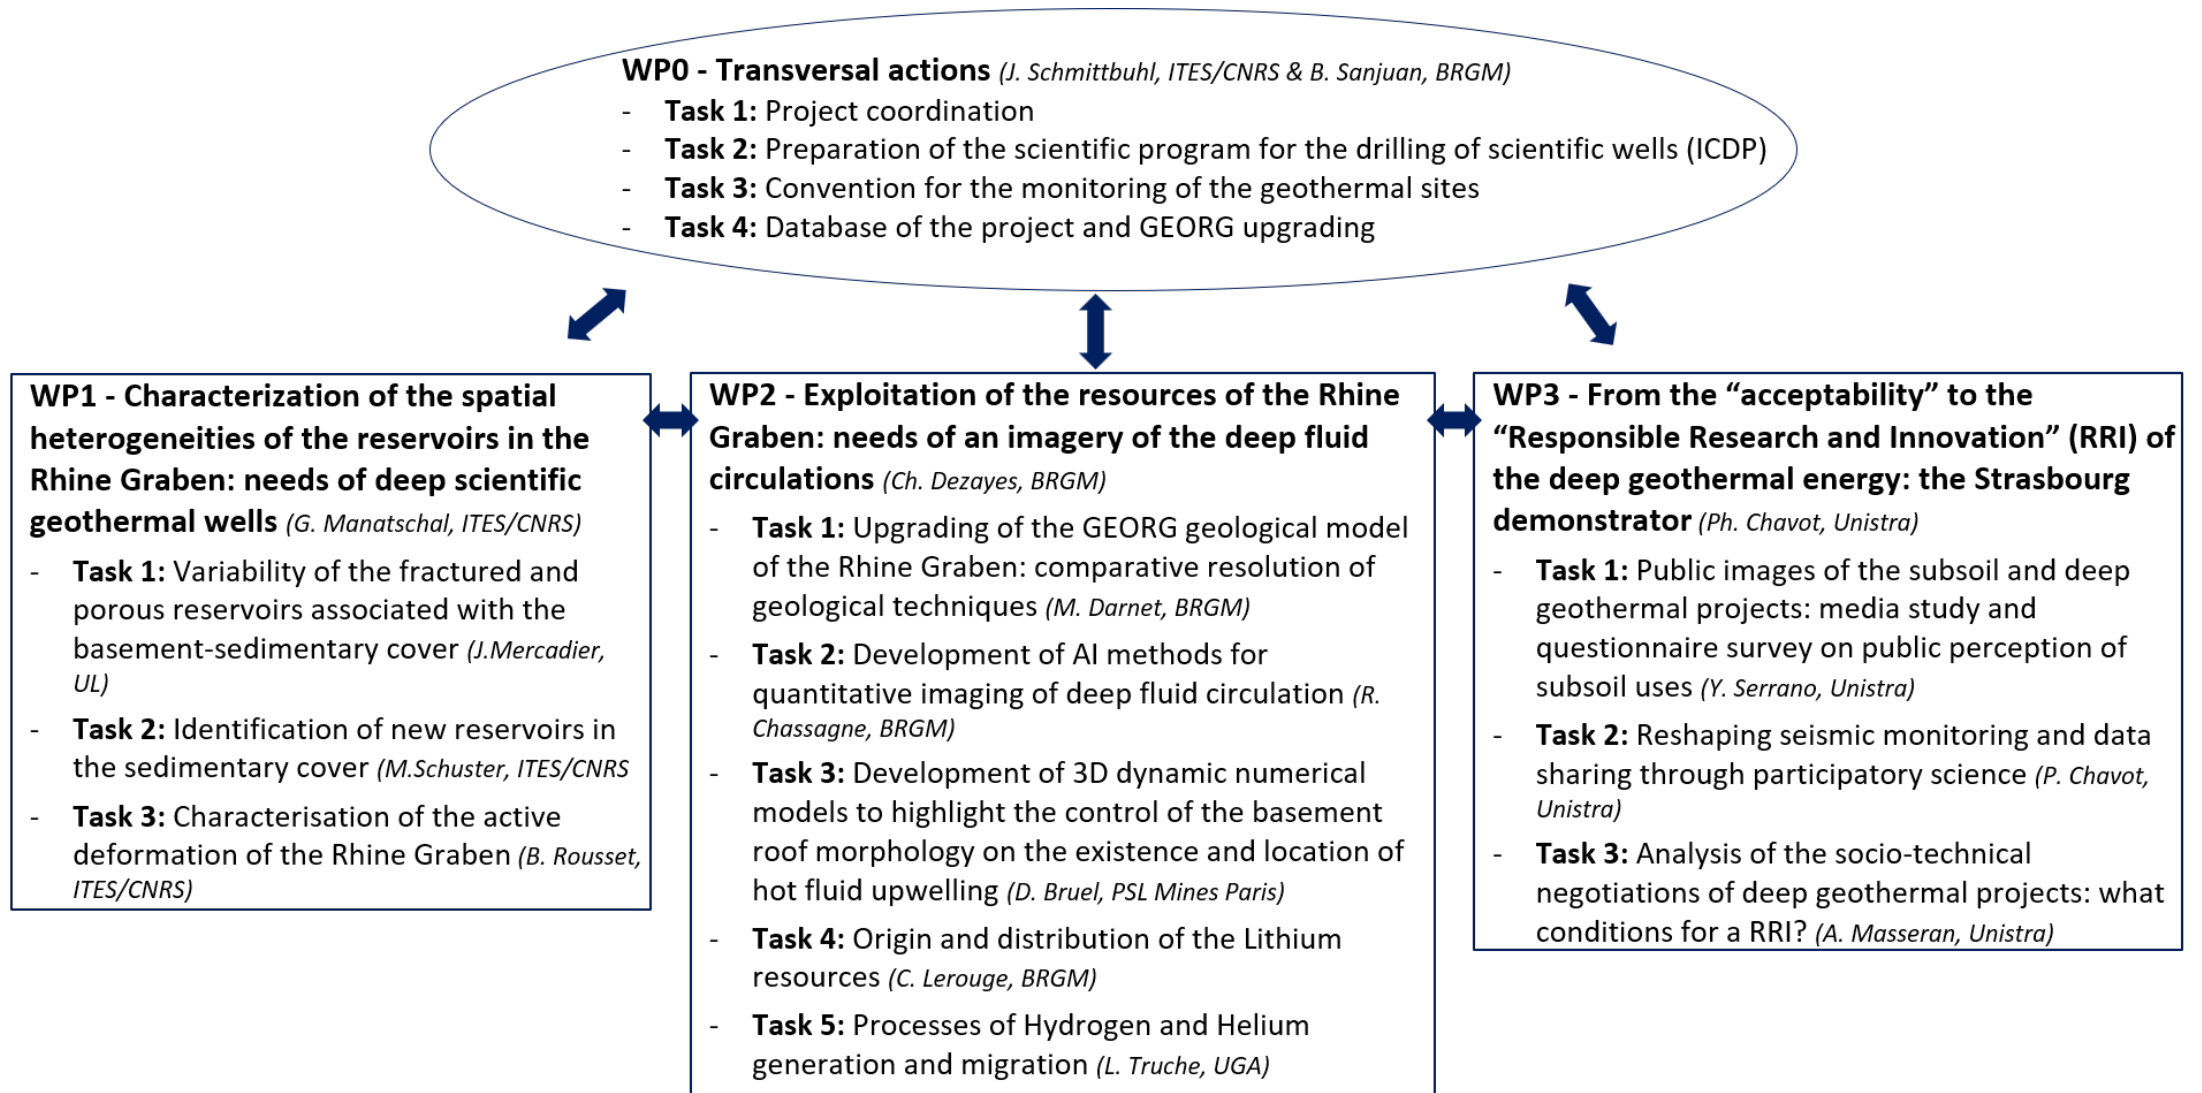 WP0 - Transversal actions (J. Schmittbuhl, ITES/CNRS & B. Sanjuan, BRGM)
- Task 1: Project coordination
- Task 2: Preparation of the scientific program for the drilling of scientific wells (ICDP)
- Task 3: Convention for the monitoring of the geothermal sites
- Task 4: Database of the project and GEORG upgrading
WP1 - Characterization of the spatial
heterogeneities of the reservoirs in the
Rhine Graben: needs of deep scientific
geothermal wells (G. Manatschal, ITES/CNRS)
- Task 1: Variability of the fractured and
porous reservoirs associated with the
basement-sedimentary cover (J.Mercadier,
UL)
- Task 2: Identification of new reservoirs in
the sedimentary cover (M.Schuster, ITES/CNRS
- Task 3: Characterisation of the active
deformation of the Rhine Graben (B. Rousset,
ITES/CNRS)
WP2 - Exploitation of the resources of the Rhine
Graben: needs of an imagery of the deep fluid
circulations (Ch. Dezayes, BRGM)
- Task 1: Upgrading of the GEORG geological model
of the Rhine Graben: comparative resolution of
geological techniques (M. Darnet, BRGM)
- Task 2: Development of AI methods for
quantitative imaging of deep fluid circulation (R.
Chassagne, BRGM)
- Task 3: Development of 3D dynamic numerical
models to highlight the control of the basement
roof morphology on the existence and location of
hot fluid upwelling (D. Bruel, PSL Mines Paris)
- Task 4: Origin and distribution of the Lithium
resources (C. Lerouge, BRGM)
- Task 5: Processes of Hydrogen and Helium
generation and migration (L. Truche, UGA)
WP3 - From the “acceptability” to the
“Responsible Research and Innovation” (RRI) of
the deep geothermal energy: the Strasbourg
demonstrator (Ph. Chavot, Unistra)
- Task 1: Public images of the subsoil and deep
geothermal projects: media study and
questionnaire survey on public perception of
subsoil uses (Y. Serrano, Unistra)
- Task 2: Reshaping seismic monitoring and data
sharing through participatory science (P. Chavot,
Unistra)
- Task 3: Analysis of the socio-technical
negotiations of deep geothermal projects: what
conditions for a RRI? (A. Masseran, Unistra)